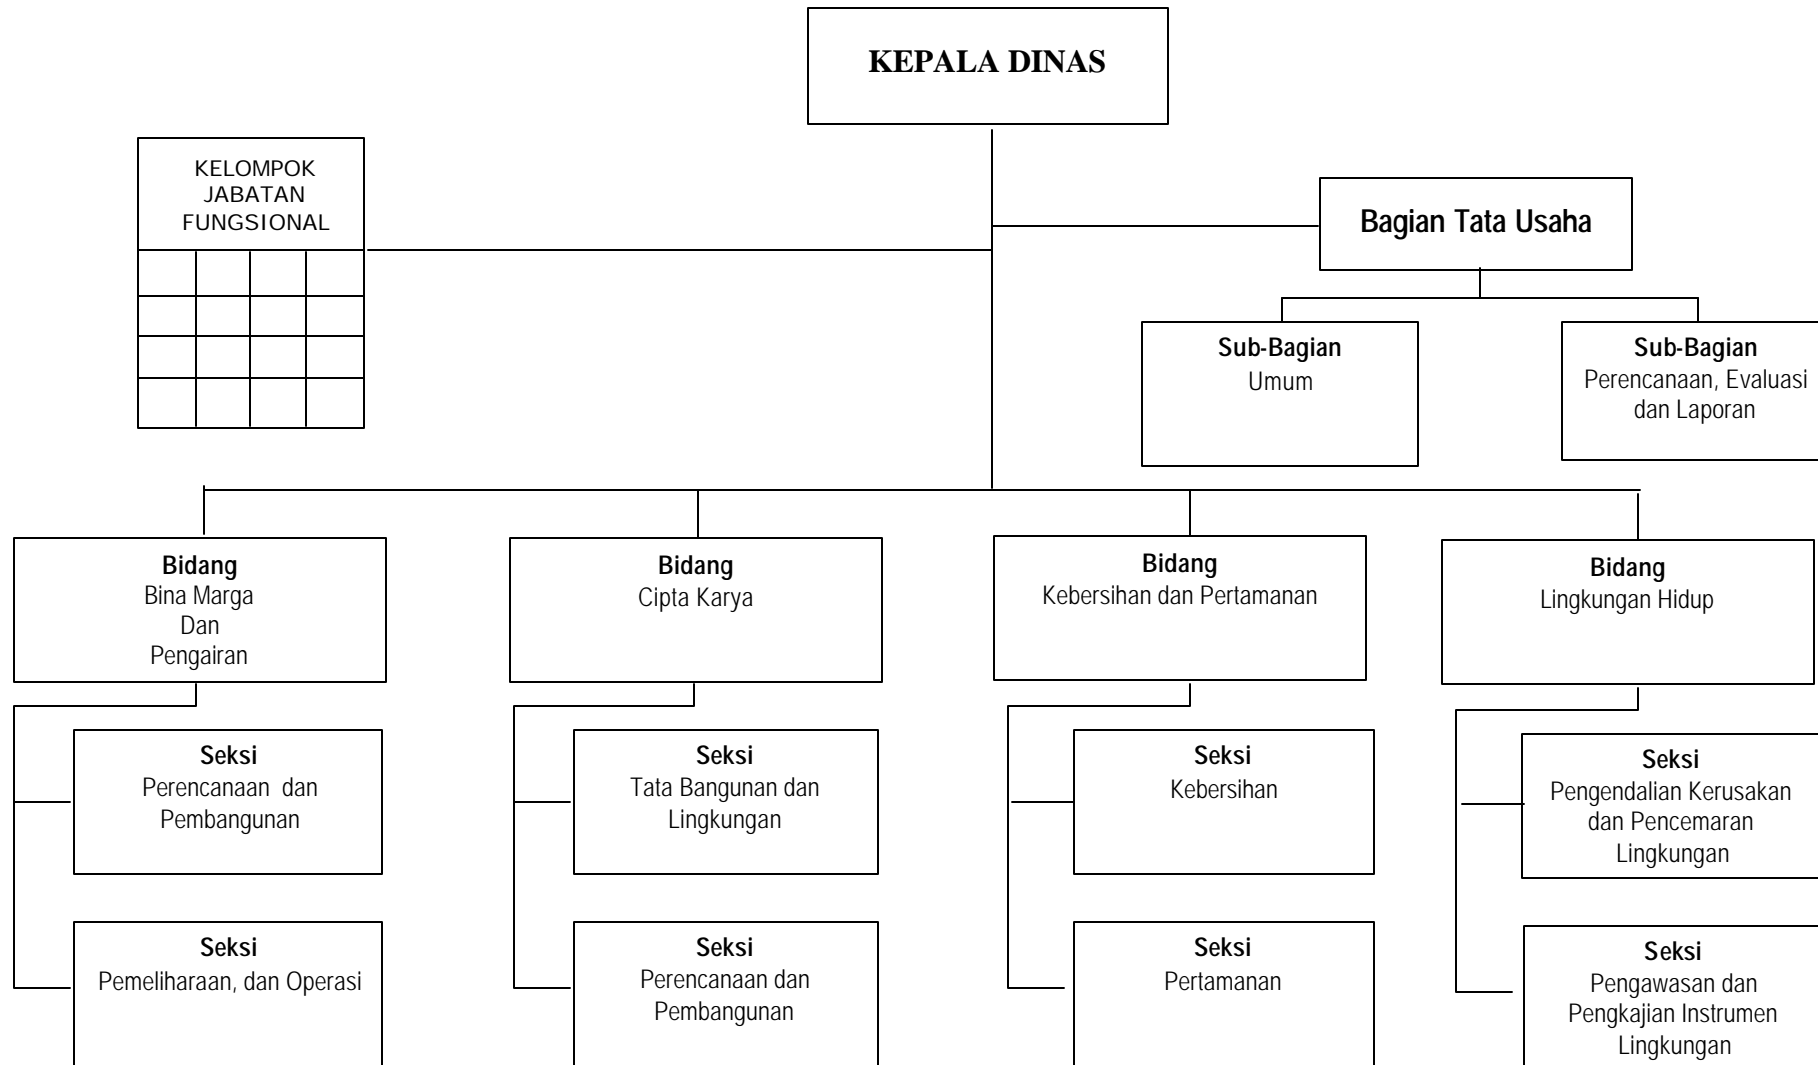 KEPALA DINAS
KELOMPOK
JABATAN
FUNGSIONAL
Bagian Tata Usaha
Sub-Bagian
Umum
Sub-Bagian
Perencanaan, Evaluasi
dan Laporan
Bidang
Bina Marga
Dan
Pengairan
Bidang
Cipta Karya
Bidang
Kebersihan dan Pertamanan
Bidang
Lingkungan Hidup
Seksi
Perencanaan dan
Pembangunan
Seksi
Tata Bangunan dan
Lingkungan
Seksi
Kebersihan
Seksi
Pengendalian Kerusakan
dan Pencemaran
Lingkungan
Seksi
Pemeliharaan, dan Operasi
Seksi
Perencanaan dan
Pembangunan
Seksi
Pertamanan
Seksi
Pengawasan dan
Pengkajian Instrumen
Lingkungan